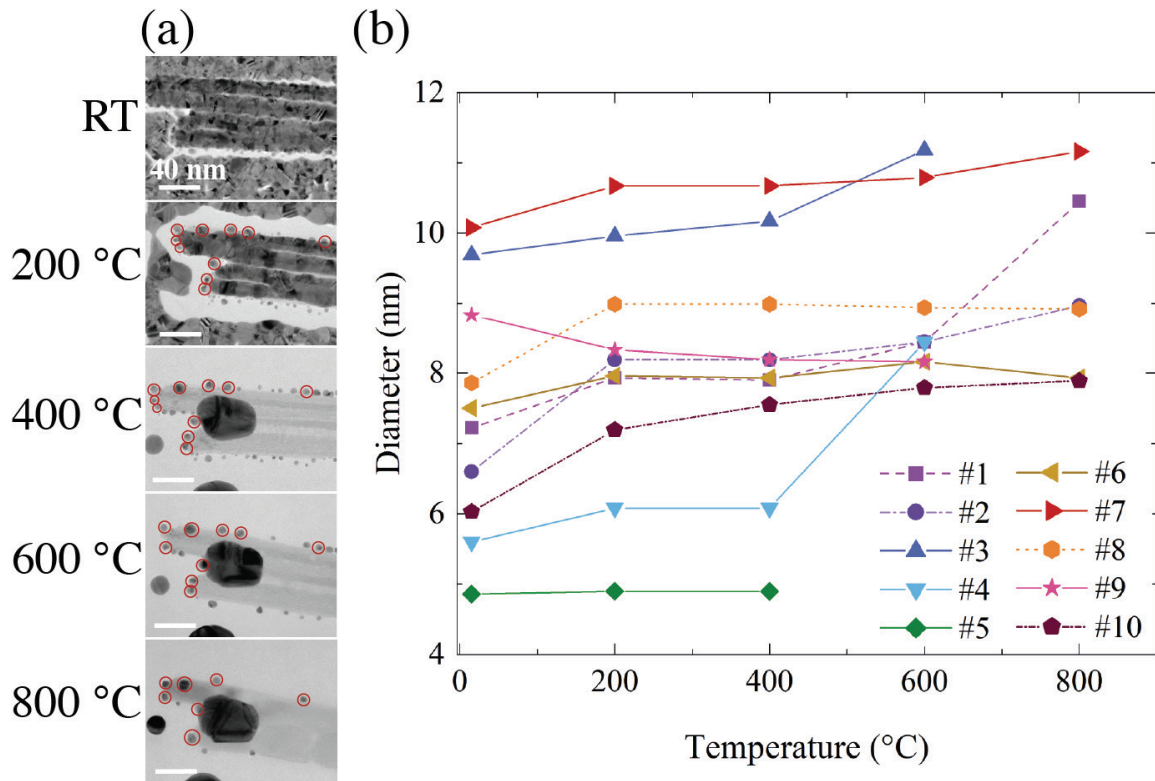 (a)
(b)
RT
40 nm
200 °C
400 °C
600 °C
800 °C
12
10
8
6
4
Diameter (nm)
0 200 400 600 800
Temperature (°C)
#1 #6
#2 #7
#3 #8
#4 #9
#5 #10